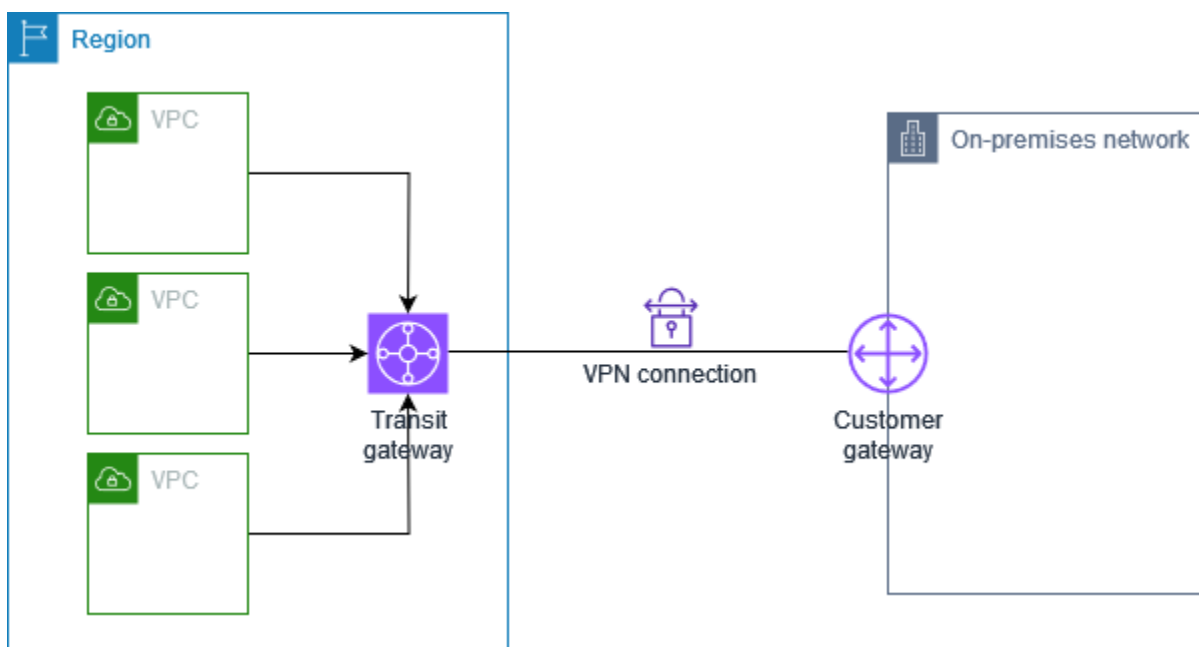 Region
VPC
On-premises network
VPC
VPN connection
Transit
gateway
Customer
gateway
VPC